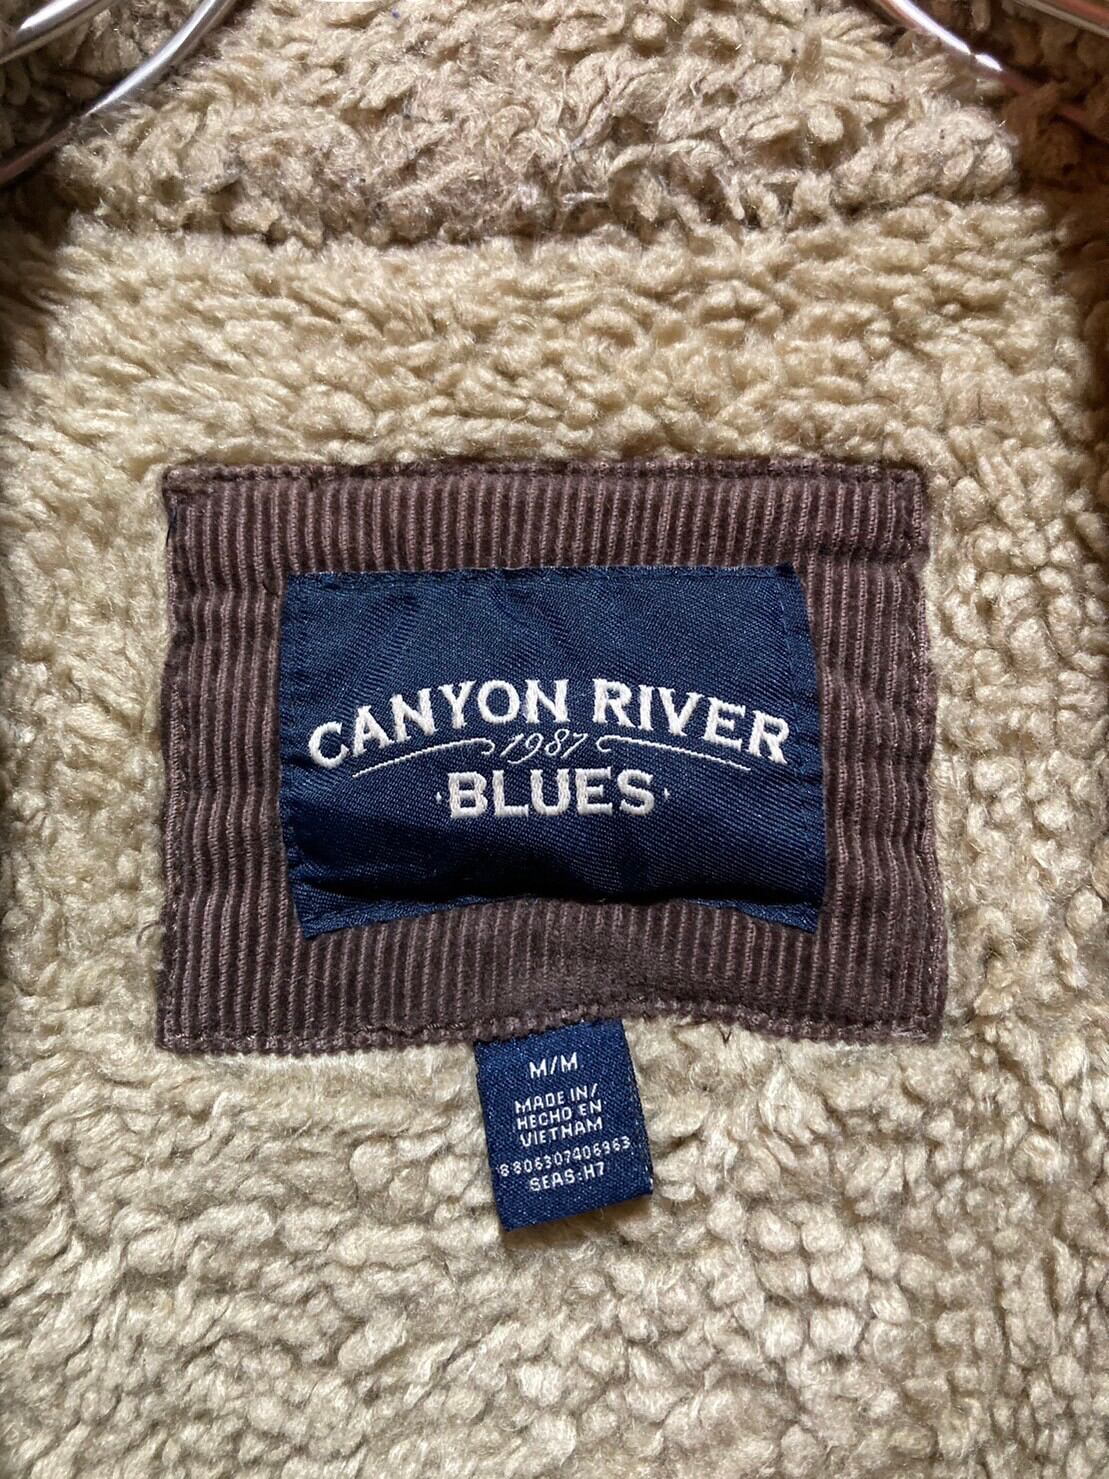 CANYON RIVER
1987
BLUES
M/M
MADE IN/
HECHO EN
VIETNAM
8806307406963
SEAS:H7